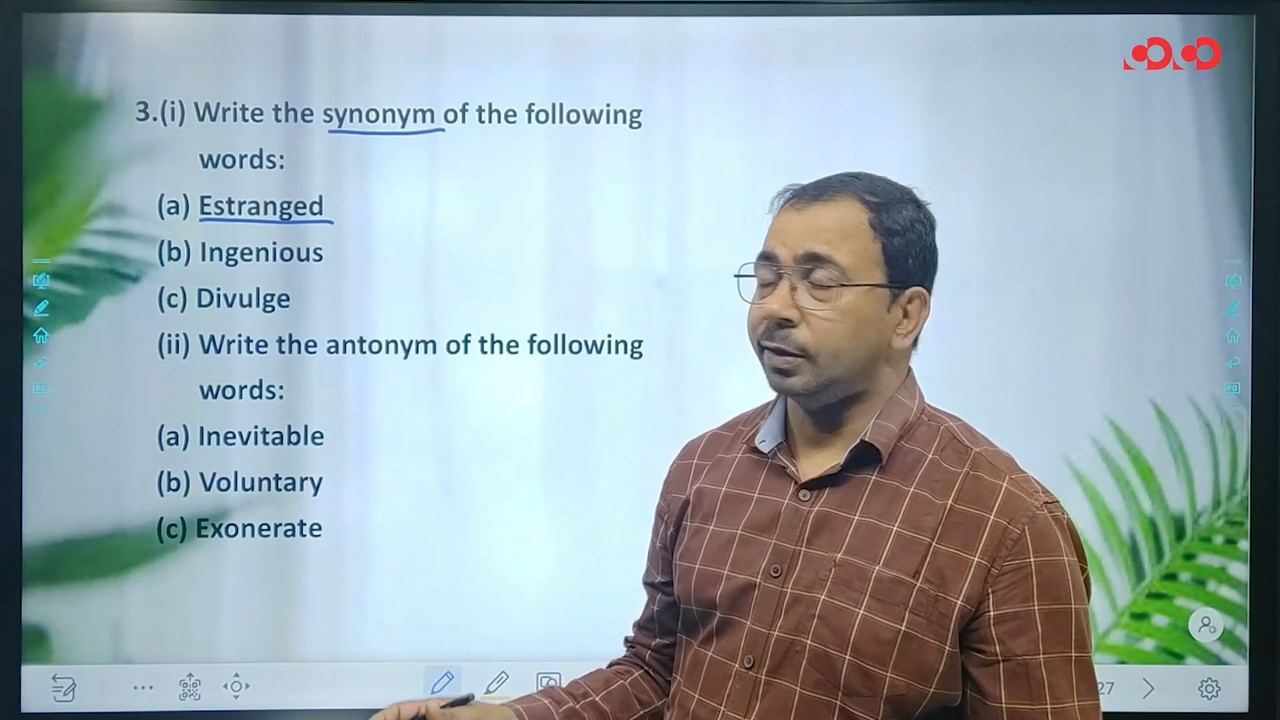 3.(i) Write the synonym of the following
words:
(a) Estranged
(b) Ingenious
(c) Divulge
(ii) Write the antonym of the following
words:
(a) Inevitable
(b) Voluntary
(c) Exonerate
27